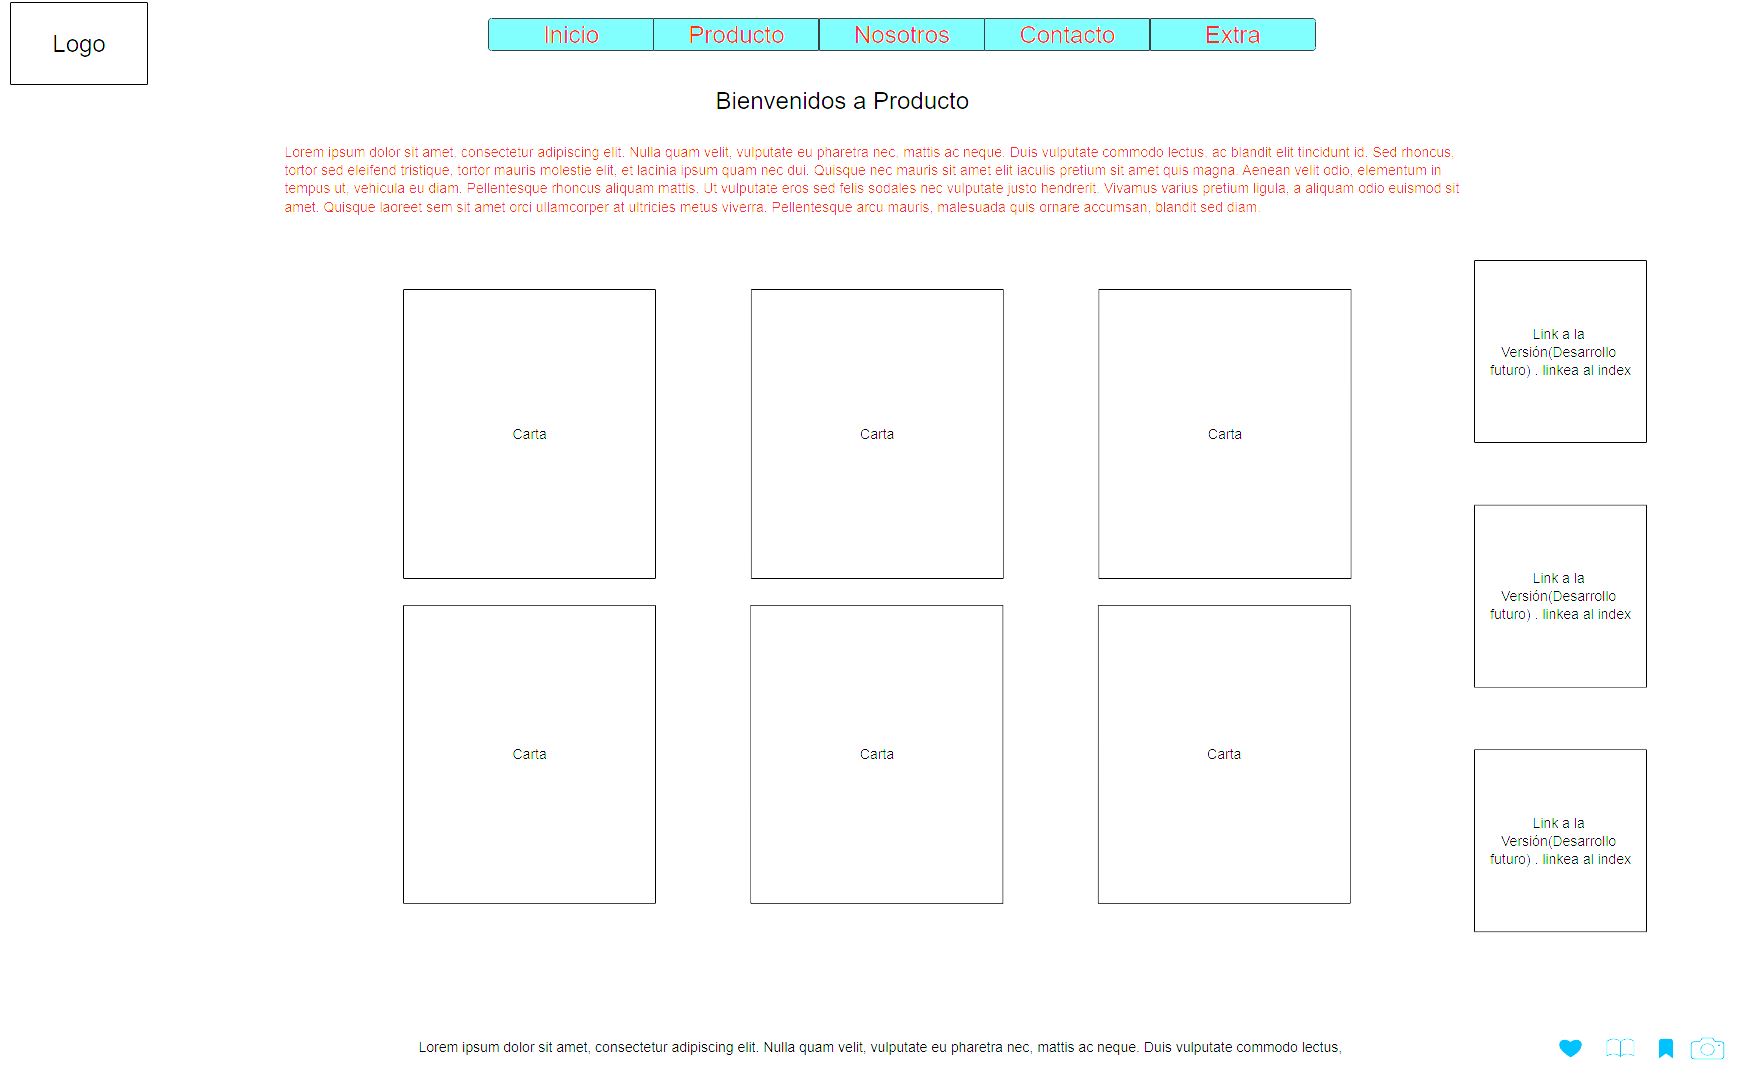 Logo
Inicio Producto Nosotros Contacto Extra
Bienvenidos a Producto
Lorem ipsum dolor sit amet, consectetur adipiscing elit. Nulla quam velit, vulputate eu pharetra nec, mattis ac neque. Duis vulputate commodo lectus, ac blandit elit tincidunt id. Sed rhoncus,
tortor sed eleifend tristique, tortor mauris molestie elit, et lacinia ipsum quam nec dui. Quisque nec mauris sit amet elit iaculis pretium sit amet quis magna. Aenean velit odio, elementum in
tempus ut, vehicula eu diam. Pellentesque rhoncus aliquam mattis. Ut vulputate eros sed felis sodales nec vulputate justo hendrerit. Vivamus varius pretium ligula, a aliquam odio euismod sit
amet. Quisque laoreet sem sit amet orci ullamcorper at ultricies metus viverra. Pellentesque arcu mauris, malesuada quis ornare accumsan, blandit sed diam.
Carta
Carta
Carta
Link a la
Versión(Desarrollo
futuro) . linkea al index
Link a la
Versión(Desarrollo
futuro) . linkea al index
Carta
Carta
Carta
Link a la
Versión(Desarrollo
futuro) . linkea al index
Lorem ipsum dolor sit amet, consectetur adipiscing elit. Nulla quam velit, vulputate eu pharetra nec, mattis ac neque. Duis vulputate commodo lectus,